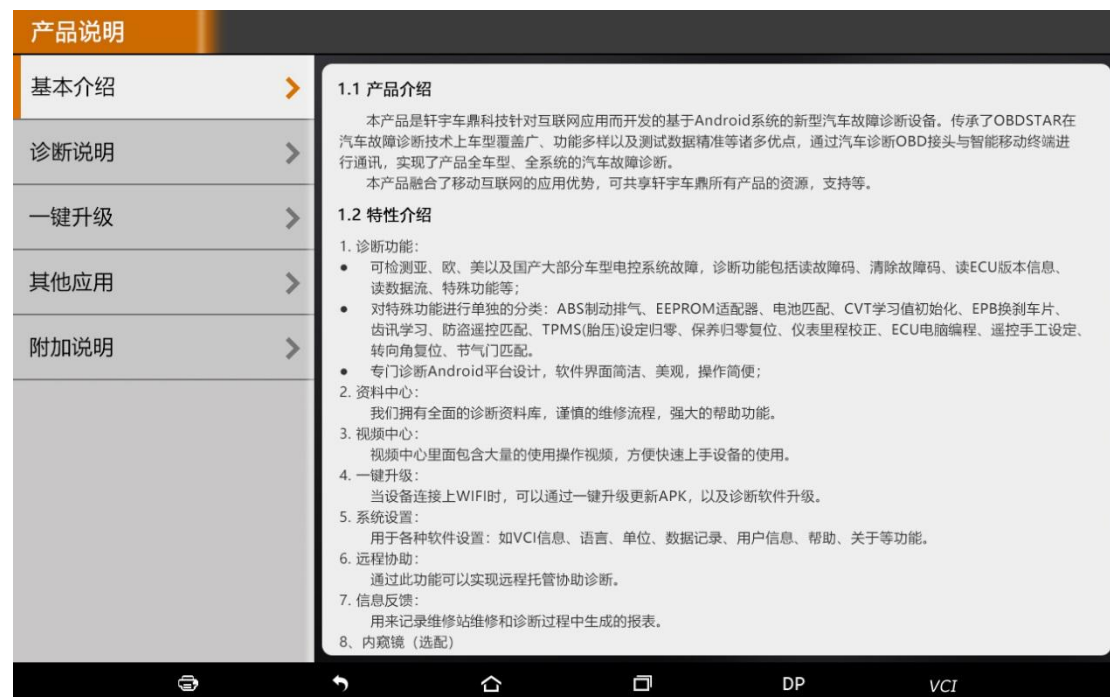 产品说明
基本介绍
诊断说明
一键升级
其他应用
附加说明
1.1 产品介绍
本产品是轩宇车鼎科技针对互联网应用而开发的基于Android系统的新型汽车故障诊断设备。传承了OBDSTAR在
汽车故障诊断技术上车型覆盖广、功能多样以及测试数据精准等诸多优点，通过汽车诊断OBD接头与智能移动终端进
行通讯，实现了产品全车型、全系统的汽车故障诊断。
本产品融合了移动互联网的应用优势，可共享轩宇车鼎所有产品的资源，支持等。
1.2 特性介绍
1. 诊断功能：
● 可检测亚、欧、美以及国产大部分车型电控系统故障，诊断功能包括读故障码、清除故障码、读ECU版本信息、
读数据流、特殊功能等；
● 对特殊功能进行单独的分类：ABS制动排气、EEPROM适配器、电池匹配、CVT学习值初始化、EPB换刹车片、
齿讯学习、防盗遥控匹配、TPMS(胎压)设定归零、保养归零复位、仪表里程校正、ECU电脑编程、遥控手工设定、
转向角复位、节气门匹配。
● 专门诊断Android平台设计，软件界面简洁、美观，操作简便；
2. 资料中心：
我们拥有全面的诊断资料库，谨慎的维修流程，强大的帮助功能。
3. 视频中心：
视频中心里面包含大量的使用操作视频，方便快速上手设备的使用。
4. 一键升级：
当设备连接上WIFI时，可以通过一键升级更新APK，以及诊断软件升级。
5. 系统设置：
用于各种软件设置：如VCI信息、语言、单位、数据记录、用户信息、帮助、关于等功能。
6. 远程协助：
通过此功能可以实现远程托管协助诊断。
7. 信息反馈：
用来记录维修站维修和诊断过程中生成的报表。
8、内窥镜（选配）
DP
VCI